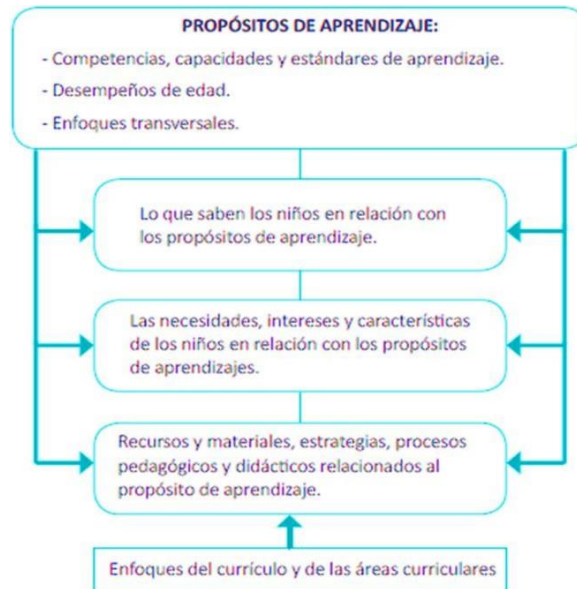 PROPÓSITOS DE APRENDIZAJE:
- Competencias, capacidades y estándares de aprendizaje.
- Desempeños de edad.
- Enfoques transversales.
Lo que saben los niños en relación con
los propósitos de aprendizaje.
Las necesidades, intereses y características
de los niños en relación con los propósitos
de aprendizajes.
Recursos y materiales, estrategias, procesos
pedagógicos y didácticos relacionados al
propósito de aprendizaje.
Enfoques del currículo y de las áreas curriculares